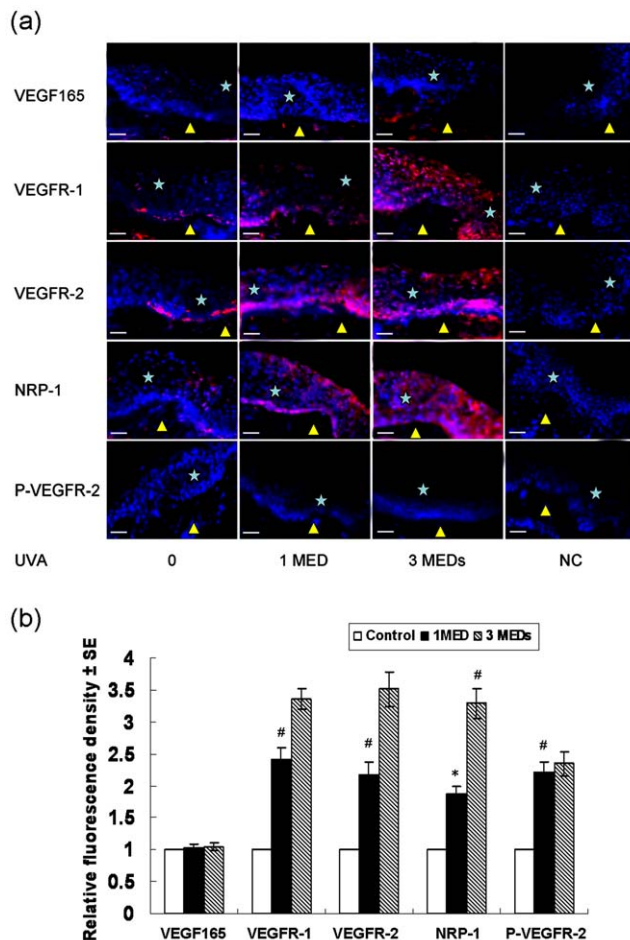 (a)
VEGF165
VEGFR-1
VEGFR-2
NRP-1
P-VEGFR-2
UVA 0 1 MED 3 MEDs NC
(b)
Control 1MED 3 MEDs
Relative fluorescence density ± SE
4
3.5
3
2.5
2
1.5
1
0.5
0
# # * # #
VEGF165 VEGFR-1 VEGFR-2 NRP-1 P-VEGFR-2